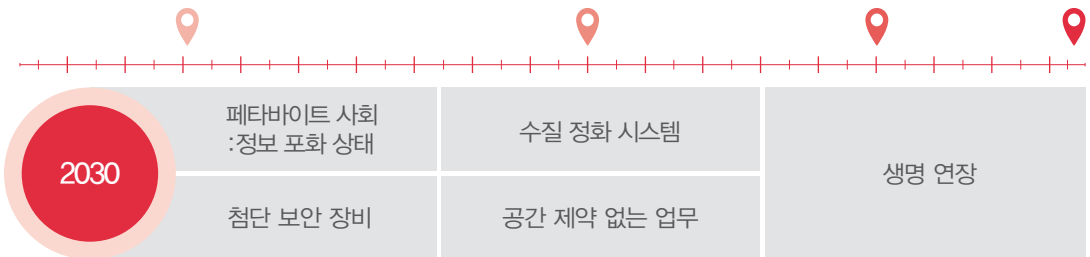 2030
페타바이트 사회
:정보 포화 상태
수질 정화 시스템
생명 연장
첨단 보안 장비
공간 제약 없는 업무